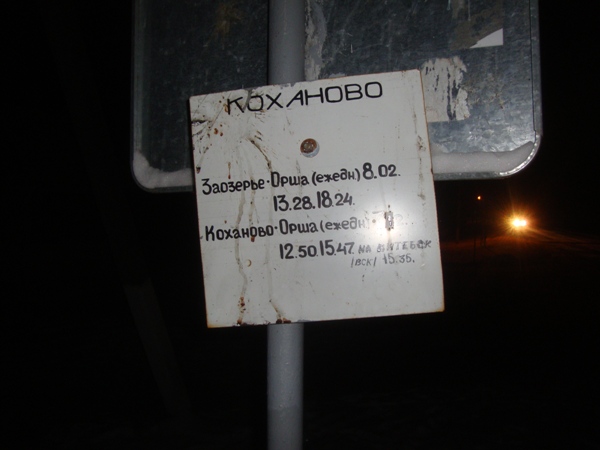 КОХАНОВО
Заозерье-Орша (ежедн) 8.02.
13.28.18.24.
Коханово-Орша (ежедн)
12.50.15.47. НА ВИТЕБСК
/ВСК/ 15.35.